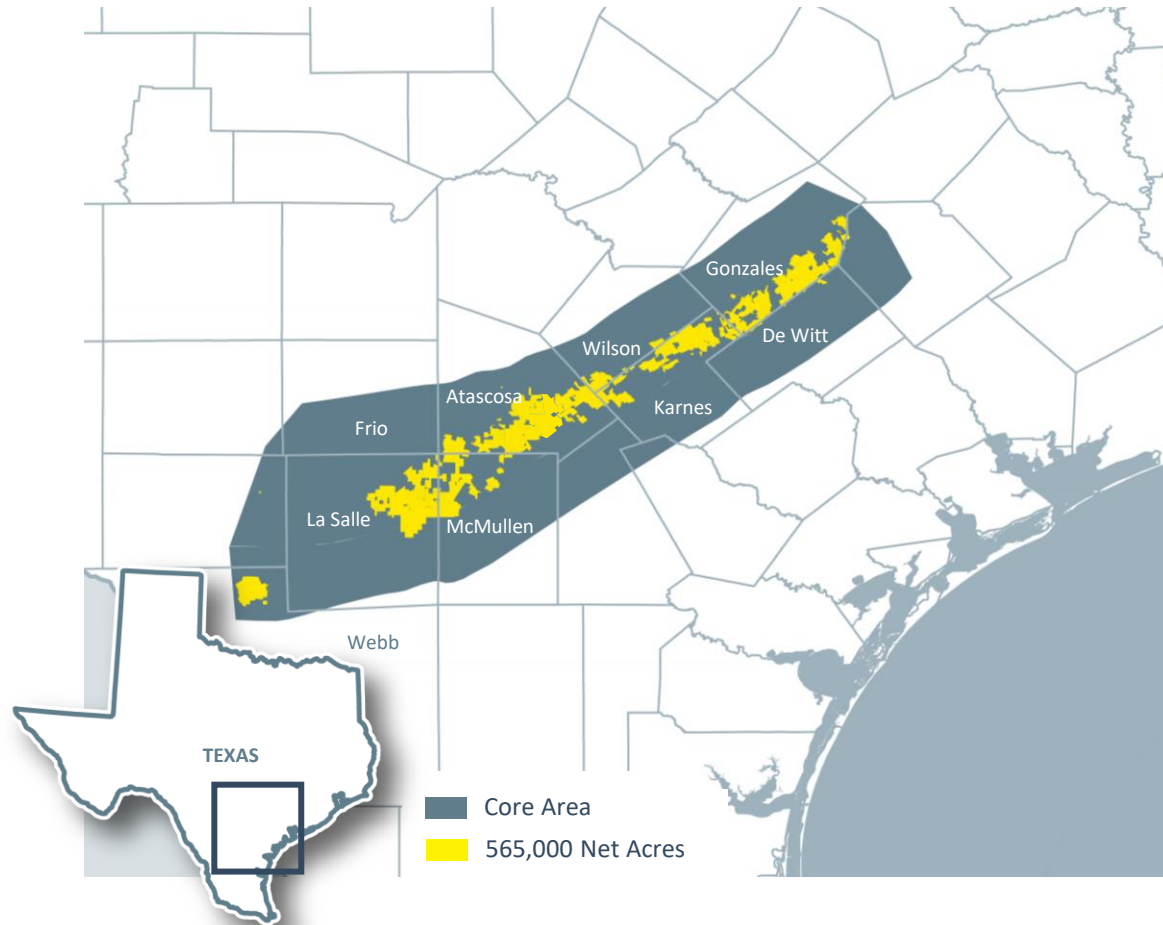 Gonzales
De Witt
Wilson
Atascosa
Karnes
Frio
La Salle
McMullen
Webb
TEXAS
Core Area
565,000 Net Acres